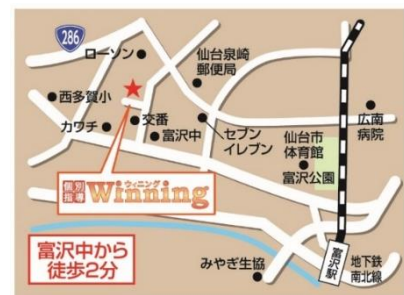 286
ローソン
仙台泉崎
郵便局
西多賀小
カワチ
交番
富沢中
セブン
イレブン
仙台市
体育館
富沢公園
広南
病院
個別
指導
ウィニング
Winning
富沢中から
徒歩2分
みやぎ生協
富沢駅
地下鉄
南北線